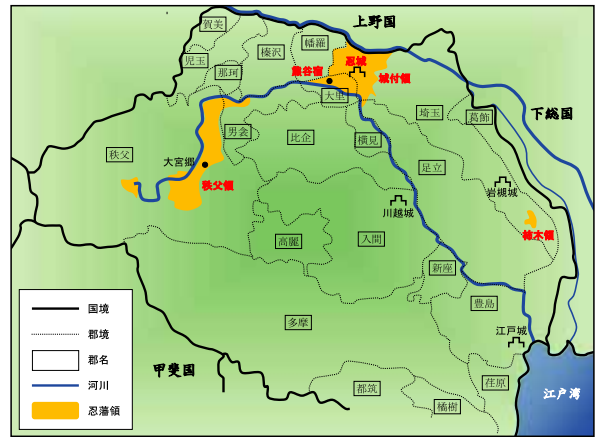 上野国
賀美
幡羅
榛沢
児玉
忍城
那珂
熊谷宿
城付領
大里
埼玉
葛飾
下総国
男衾
比企
横見
秩父
大宮郷
足立
秩父領
岩槻城
川越城
柿木領
高麗
入間
新座
豊島
国境
郡境
多摩
江戸城
郡名
甲斐国
河川
都筑
荏原
江戸湾
忍藩領
橘樹